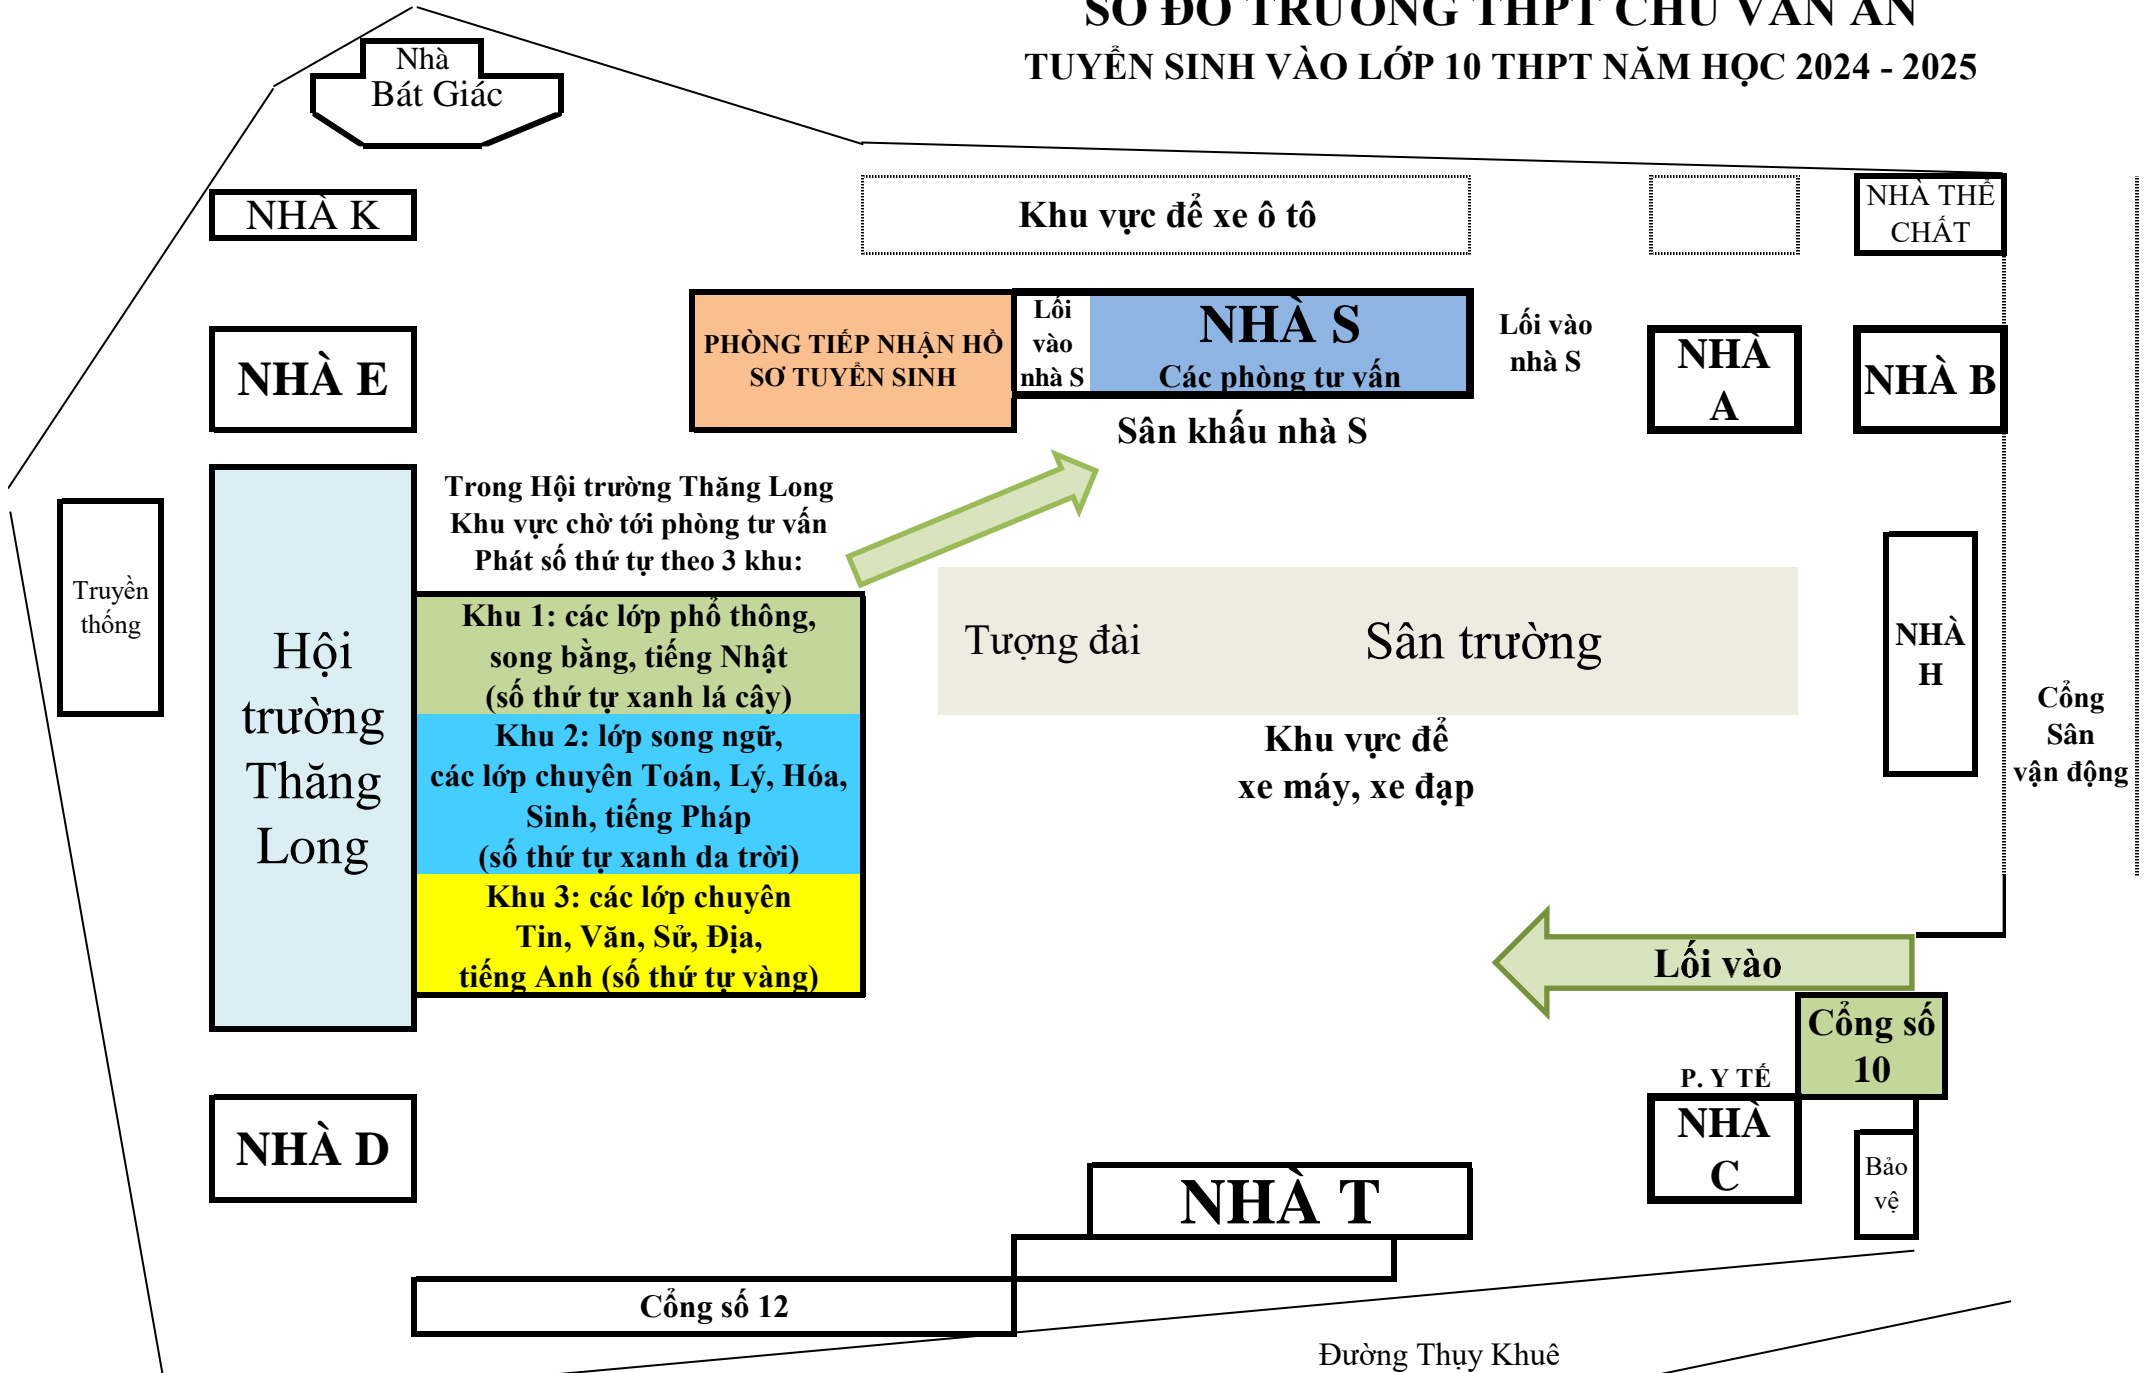 SƠ ĐỒ TRƯỜNG THPT CHU VĂN AN
TUYỂN SINH VÀO LỚP 10 THPT NĂM HỌC 2024 - 2025
Nhà
Bát Giác
NHÀ K
Khu vực để xe ô tô
NHÀ THỂ
CHẤT
NHÀ E
PHÒNG TIẾP NHẬN HỒ
SƠ TUYỂN SINH
Lối
vào
nhà S
NHÀ S
Các phòng tư vấn
Lối vào
nhà S
NHÀ
A
NHÀ B
Sân khấu nhà S
Trong Hội trường Thăng Long
Khu vực chờ tới phòng tư vấn
Phát số thứ tự theo 3 khu:
Truyền
thống
Hội
trường
Thăng
Long
Khu 1: các lớp phổ thông,
song bằng, tiếng Nhật
(số thứ tự xanh lá cây)
Khu 2: lớp song ngữ,
các lớp chuyên Toán, Lý, Hóa,
Sinh, tiếng Pháp
(số thứ tự xanh da trời)
Khu 3: các lớp chuyên
Tin, Văn, Sử, Địa,
tiếng Anh (số thứ tự vàng)
Tượng đài
Sân trường
Khu vực để
xe máy, xe đạp
NHÀ
H
Cổng
Sân
vận động
Lối vào
Cổng số
10
P. Y TẾ
NHÀ
C
Bảo
vệ
NHÀ D
NHÀ T
Cổng số 12
Đường Thụy Khuê